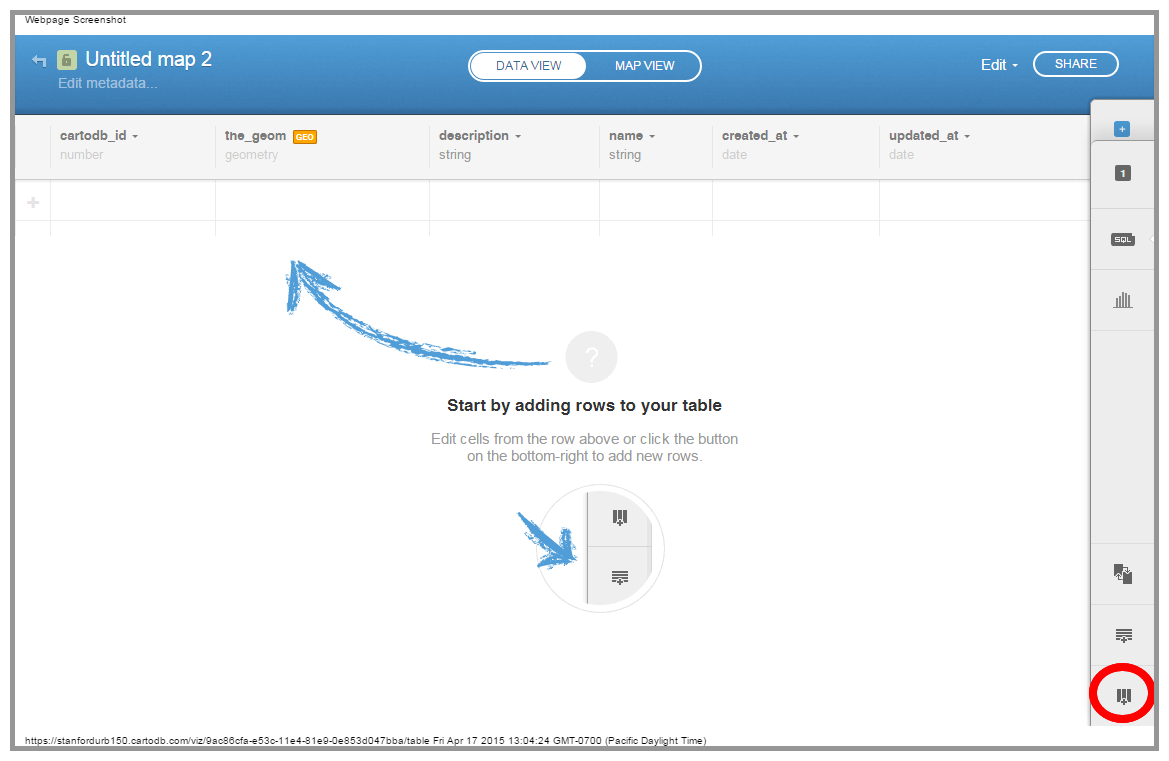 Webpage Screenshot
Untitled map 2
Edit metadata...
DATA VIEW
MAP VIEW
Edit
SHARE
cartodb_id
number
the_geom GEO
geometry
description
string
name
string
created_at
date
updated_at
date
+
1
SQL
+
?
Start by adding rows to your table
Edit cells from the row above or click the button
on the bottom-right to add new rows.
https://stanfordurb150.cartodb.com/viz/9ac86cfa-e53c-11e4-81e9-0e853d047bba/table Fri Apr 17 2015 13:04:24 GMT-0700 (Pacific Daylight Time)